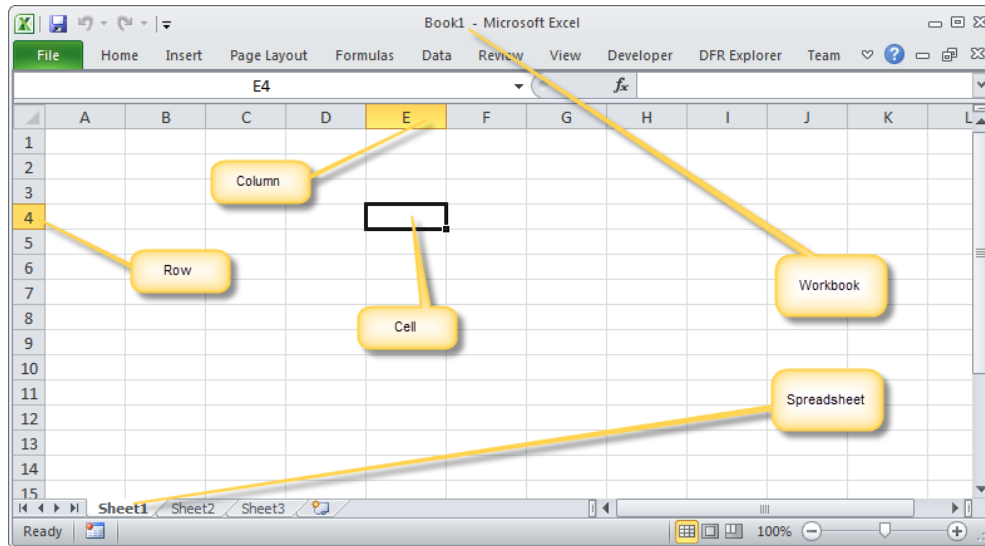 Book1 - Microsoft Excel
File Home Insert Page Layout Formulas Data Review View Developer DFR Explorer Team
E4 fx
A B C D E F G H I J K L
1
2
Column
3
4
5
6
Row
7
Workbook
8
Cell
9
10
11
Spreadsheet
12
13
14
15
Sheet1 Sheet2 Sheet3
Ready 100%